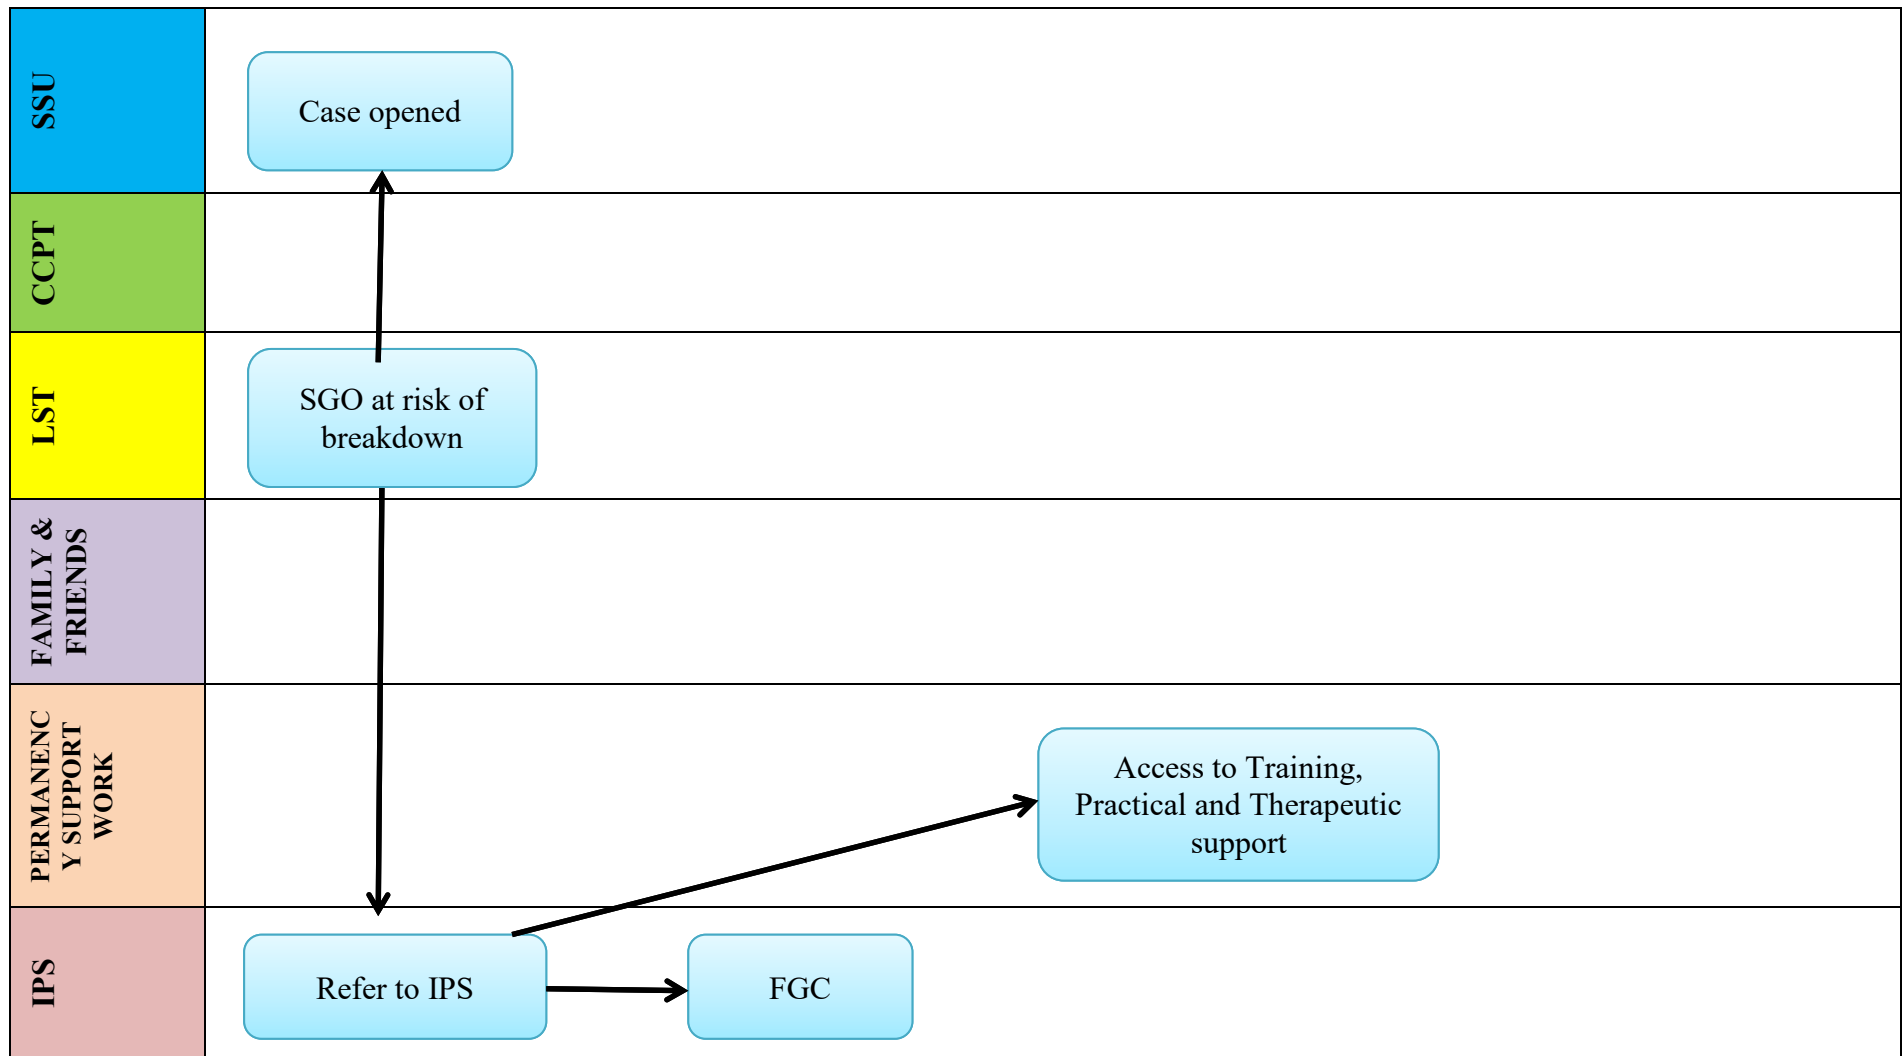 SSU
Case opened
CCPT
LST
SGO at risk of
breakdown
FAMILY &
FRIENDS
PERMANENC
Y SUPPORT
WORK
Access to Training,
Practical and Therapeutic
support
IPS
Refer to IPS
FGC